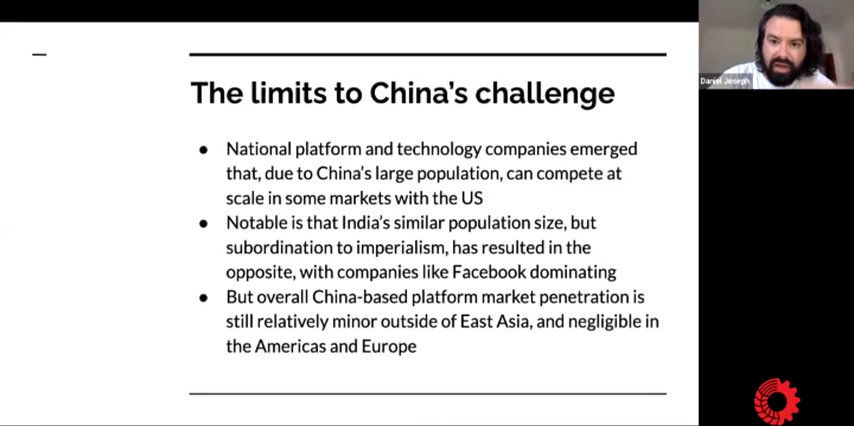 The limits to China's challenge
● National platform and technology companies emerged
that, due to China's large population, can compete at
scale in some markets with the US
● Notable is that India's similar population size, but
subordination to imperialism, has resulted in the
opposite, with companies like Facebook dominating
● But overall China-based platform market penetration is
still relatively minor outside of East Asia, and negligible in
the Americas and Europe
Daniel Joseph